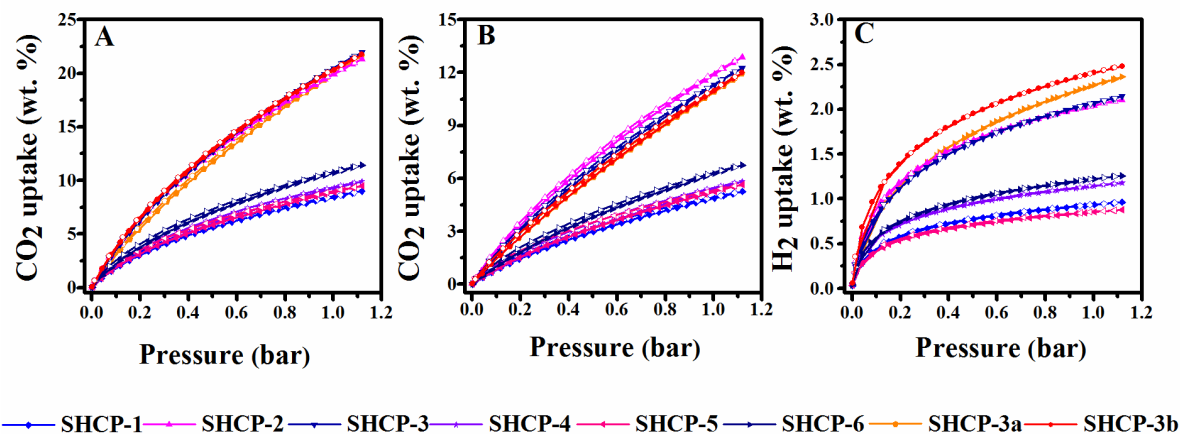 A
CO2 uptake (wt. %)
25
20
15
10
5
0
0.0 0.2 0.4 0.6 0.8 1.0 1.2
Pressure (bar)
B
CO2 uptake (wt. %)
15
12
9
6
3
0
0.0 0.2 0.4 0.6 0.8 1.0 1.2
Pressure (bar)
C
H2 uptake (wt. %)
3.0
2.5
2.0
1.5
1.0
0.5
0.0
0.0 0.2 0.4 0.6 0.8 1.0 1.2
Pressure (bar)
SHCP-1 SHCP-2 SHCP-3 SHCP-4 SHCP-5 SHCP-6 SHCP-3a SHCP-3b